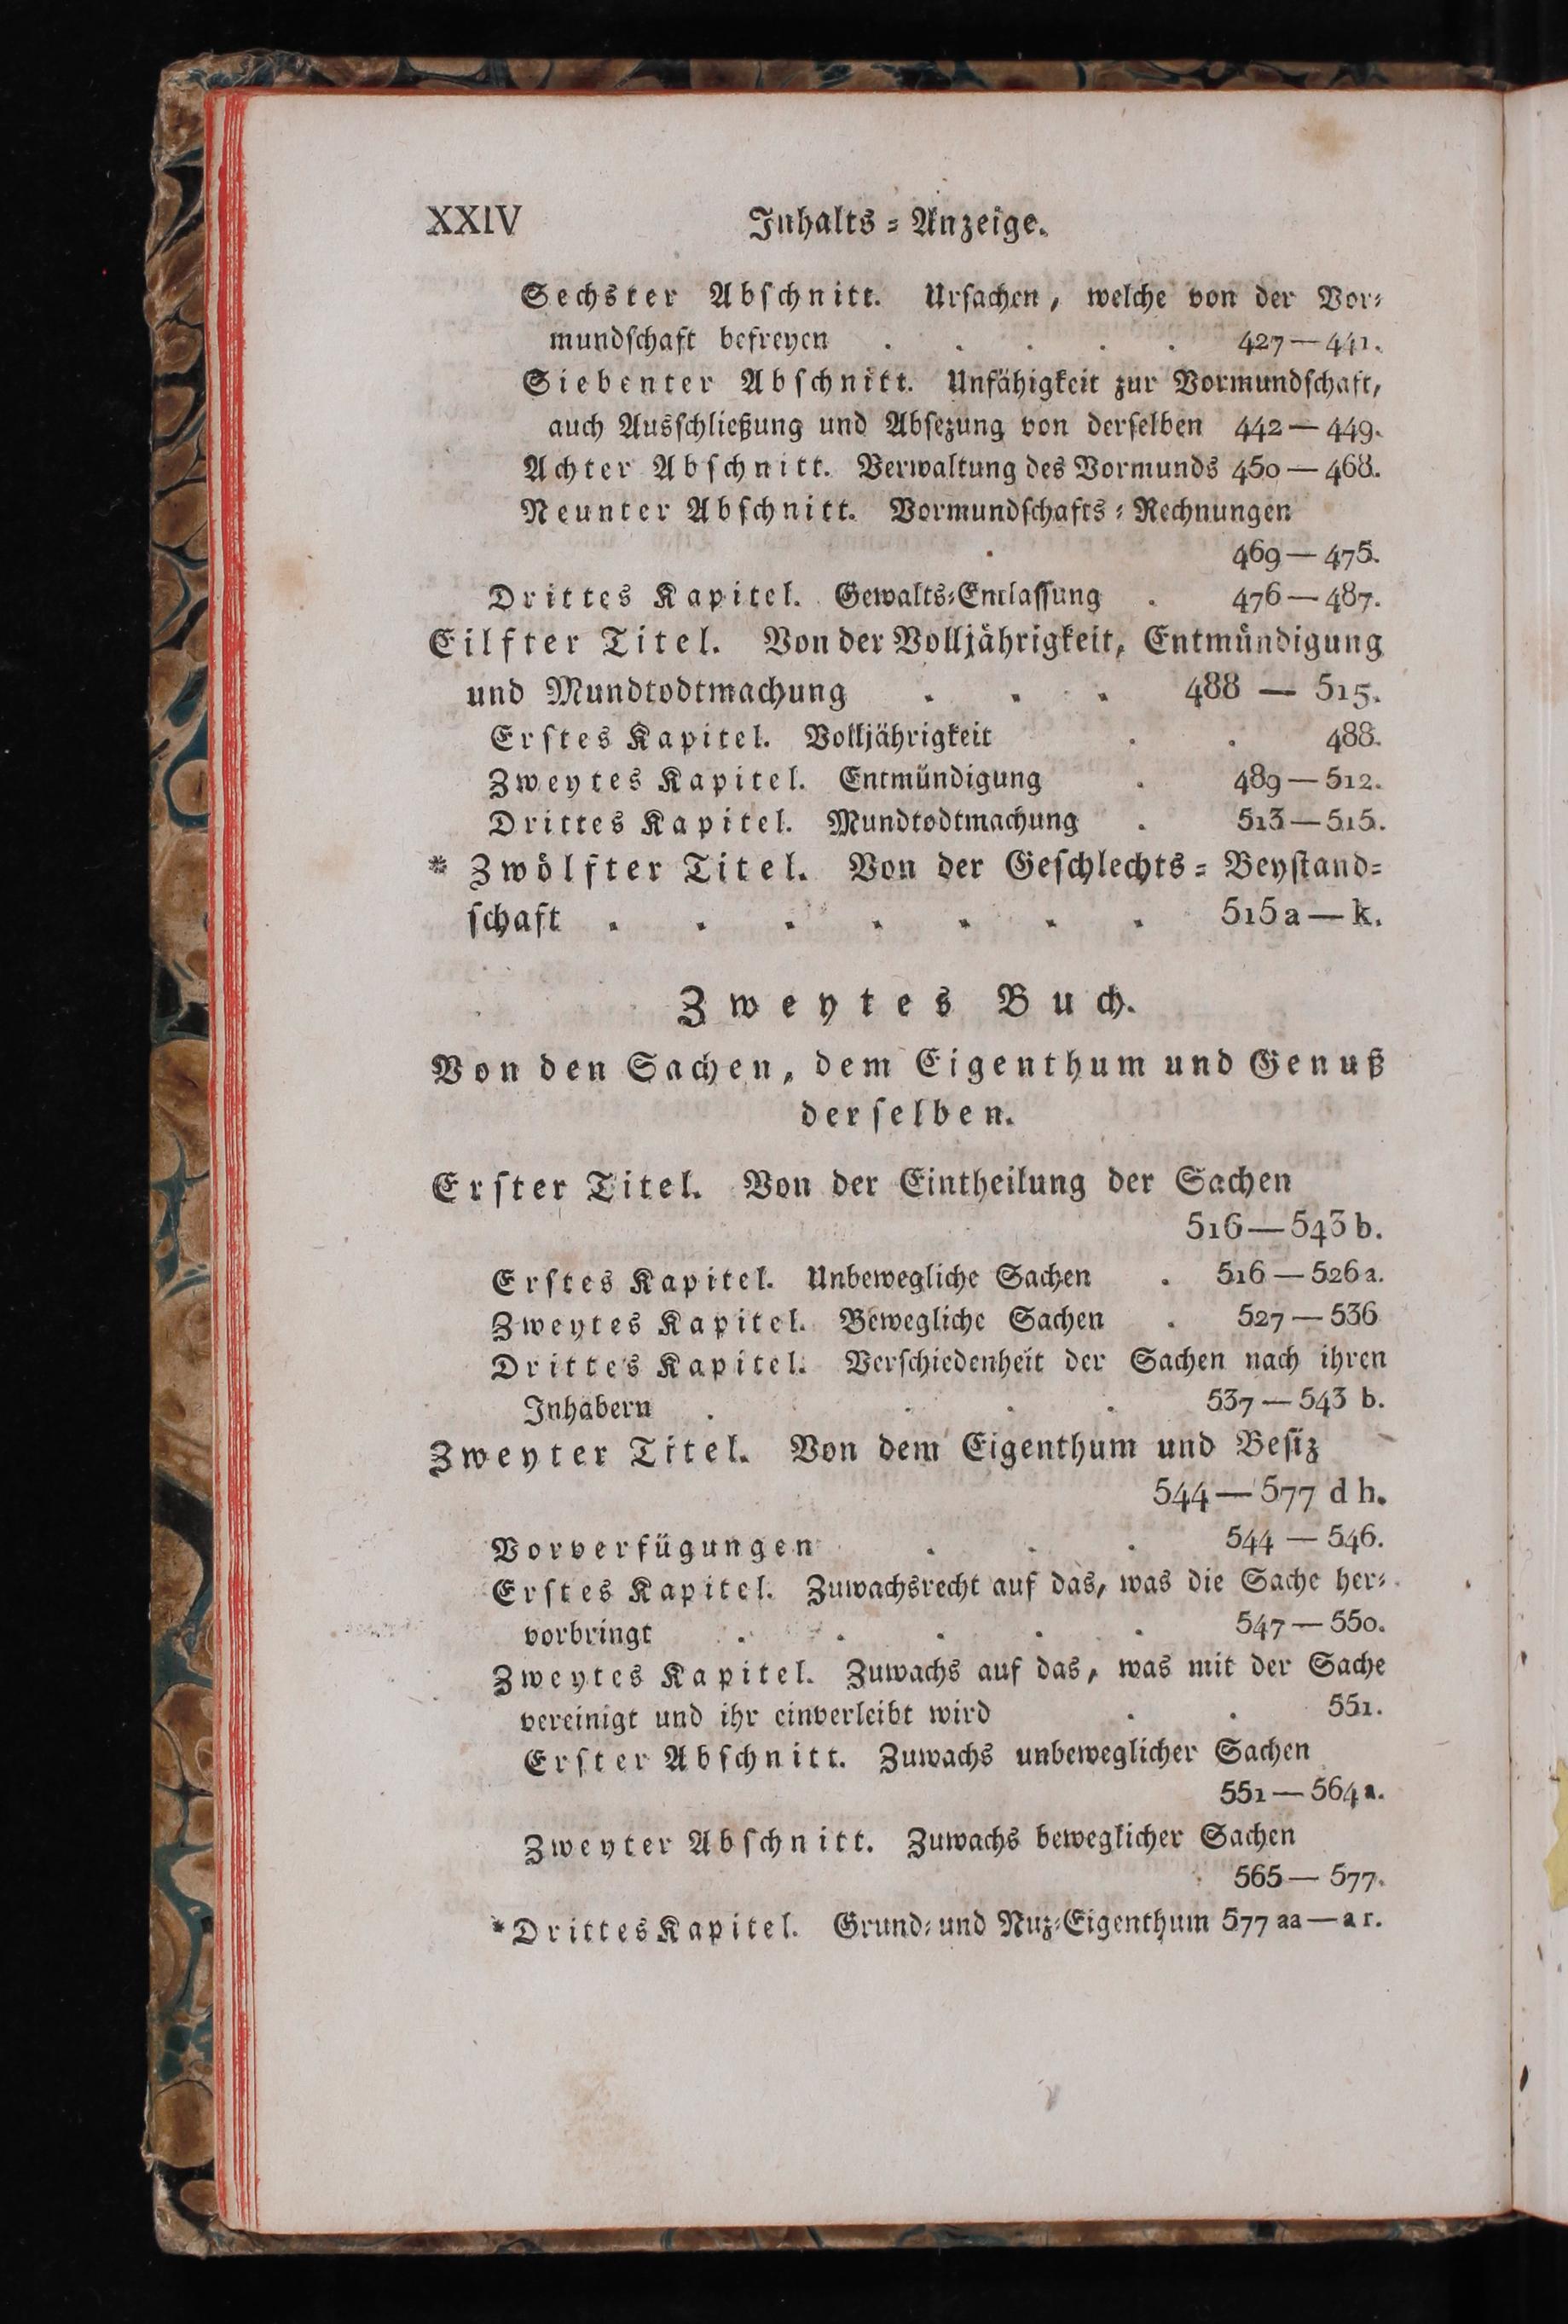 XXIV Inhalts-Anzeige.
Sechster Abschnitt. Ursachen, welche von der Vor-
mundschaft befreyen . . . . . 427—441.
Siebenter Abschnitt. Unfähigkeit zur Vormundschaft,
auch Ausschließung und Absezung von derselben 442—449.
Achter Abschnitt. Verwaltung des Vormunds 450—468.
Neunter Abschnitt. Vormundschafts-Rechnungen
. 469—475.
Drittes Kapitel. Gewalts-Entlassung . 476—487.
Eilfter Titel. Von der Volljährigkeit, Entmündigung
und Mundtodtmachung . . . 488 — 515.
Erstes Kapitel. Volljährigkeit . . 488.
Zweytes Kapitel. Entmündigung . 489—512.
Drittes Kapitel. Mundtodtmachung . 513—515.
* Zwölfter Titel. Von der Geschlechts-Beystand-
schaft . . . . . . . 515a—k.
Zweytes Buch.
Von den Sachen, dem Eigenthum und Genuß
derselben.
Erster Titel. Von der Eintheilung der Sachen
516—543b.
Erstes Kapitel. Unbewegliche Sachen . 516—526a.
Zweytes Kapitel. Bewegliche Sachen . 527—536
Drittes Kapitel. Verschiedenheit der Sachen nach ihren
Inhabern . . . . 537—543 b.
Zweyter Titel. Von dem Eigenthum und Besiz
544—577 d h.
Vorverfügungen . . . 544—546.
Erstes Kapitel. Zuwachsrecht auf das, was die Sache her-
vorbringt . . . . . 547—550.
Zweytes Kapitel. Zuwachs auf das, was mit der Sache
vereinigt und ihr einverleibt wird . . 551.
Erster Abschnitt. Zuwachs unbeweglicher Sachen
551—564a.
Zweyter Abschnitt. Zuwachs beweglicher Sachen
565—577.
* Drittes Kapitel. Grund- und Nuz-Eigenthum 577 aa—ar.